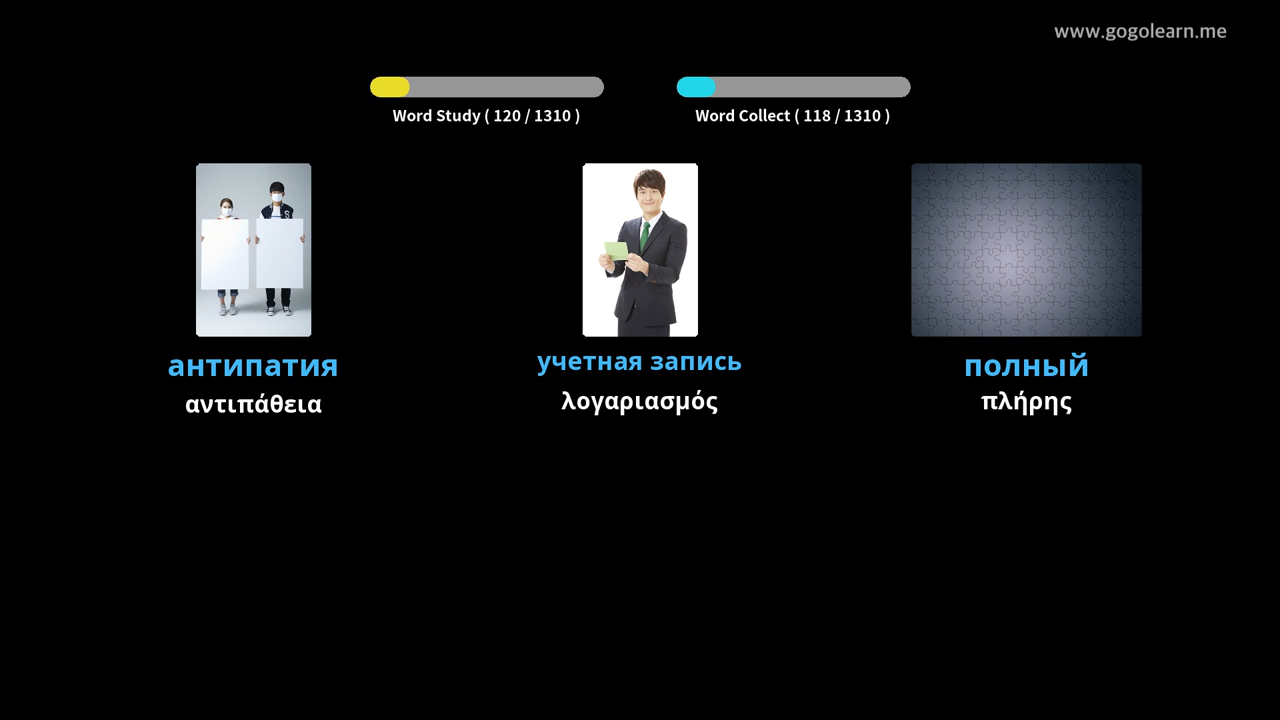 www.gogolearn.me
Word Study ( 120 / 1310 )
Word Collect ( 118 / 1310 )
антипатия
αντιπάθεια
учетная запись
λογαριασμός
полный
πλήρης